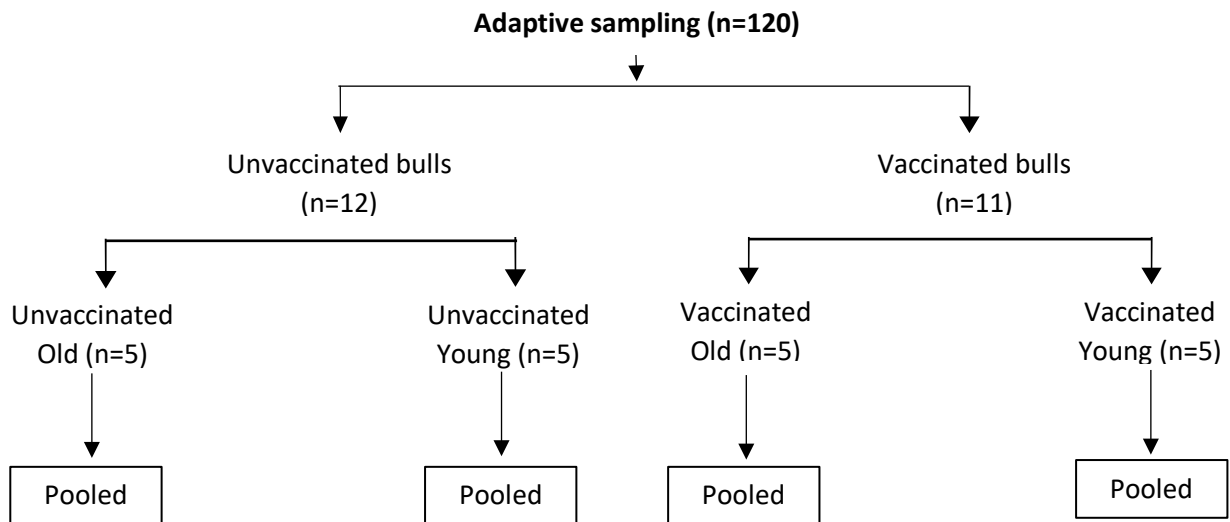 Adaptive sampling (n=120)
Unvaccinated bulls
(n=12)
Vaccinated bulls
(n=11)
Unvaccinated
Old (n=5)
Unvaccinated
Young (n=5)
Vaccinated
Old (n=5)
Vaccinated
Young (n=5)
Pooled
Pooled
Pooled
Pooled